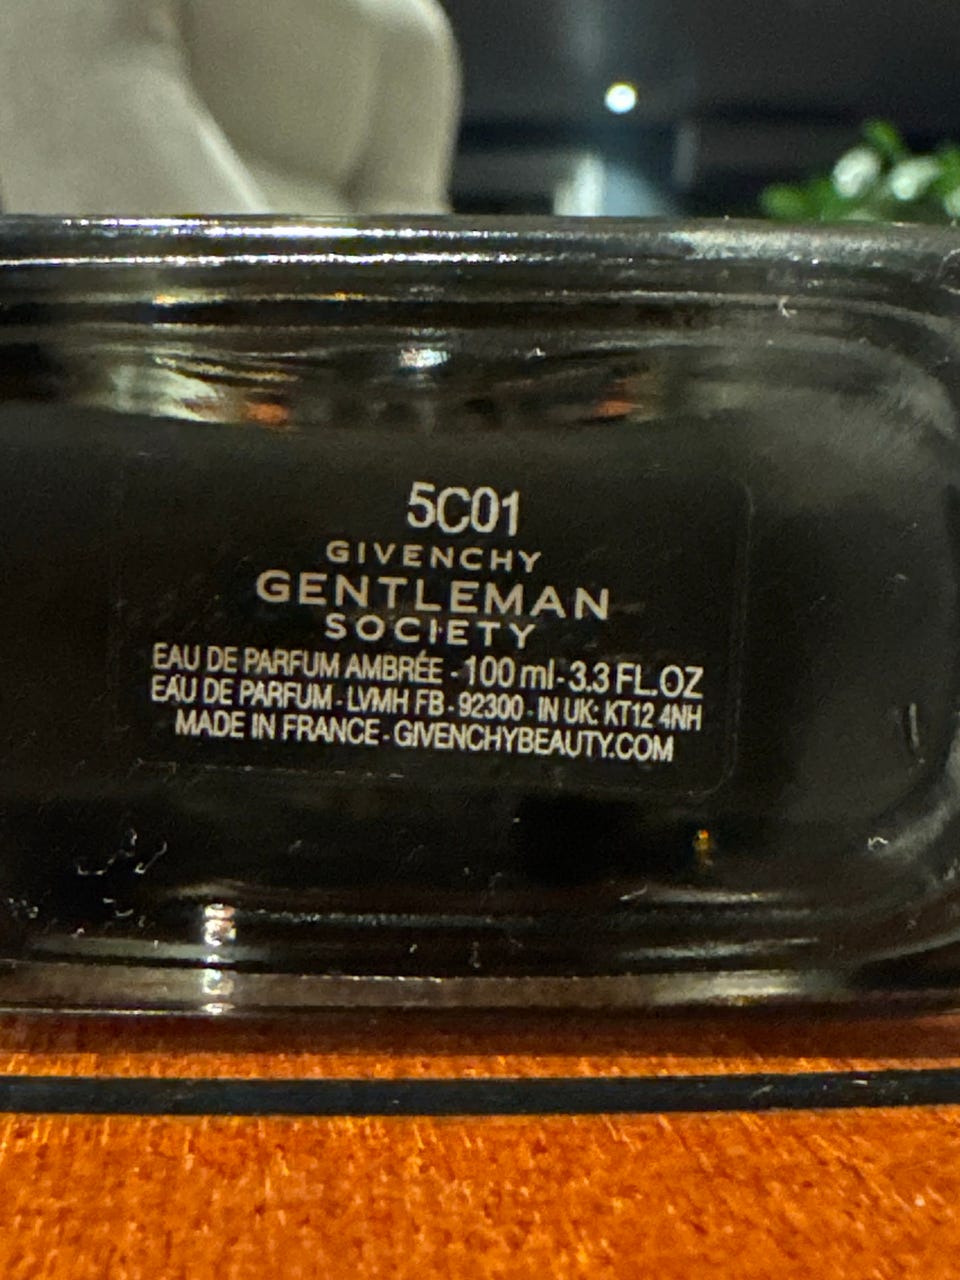 5C01
GIVENCHY
GENTLEMAN
SOCIETY
EAU DE PARFUM AMBRÉE - 100 ml - 3.3 FL.OZ
EAU DE PARFUM - LVMH FB - 92300 - IN UK: KT12 4NH
MADE IN FRANCE - GIVENCHYBEAUTY.COM